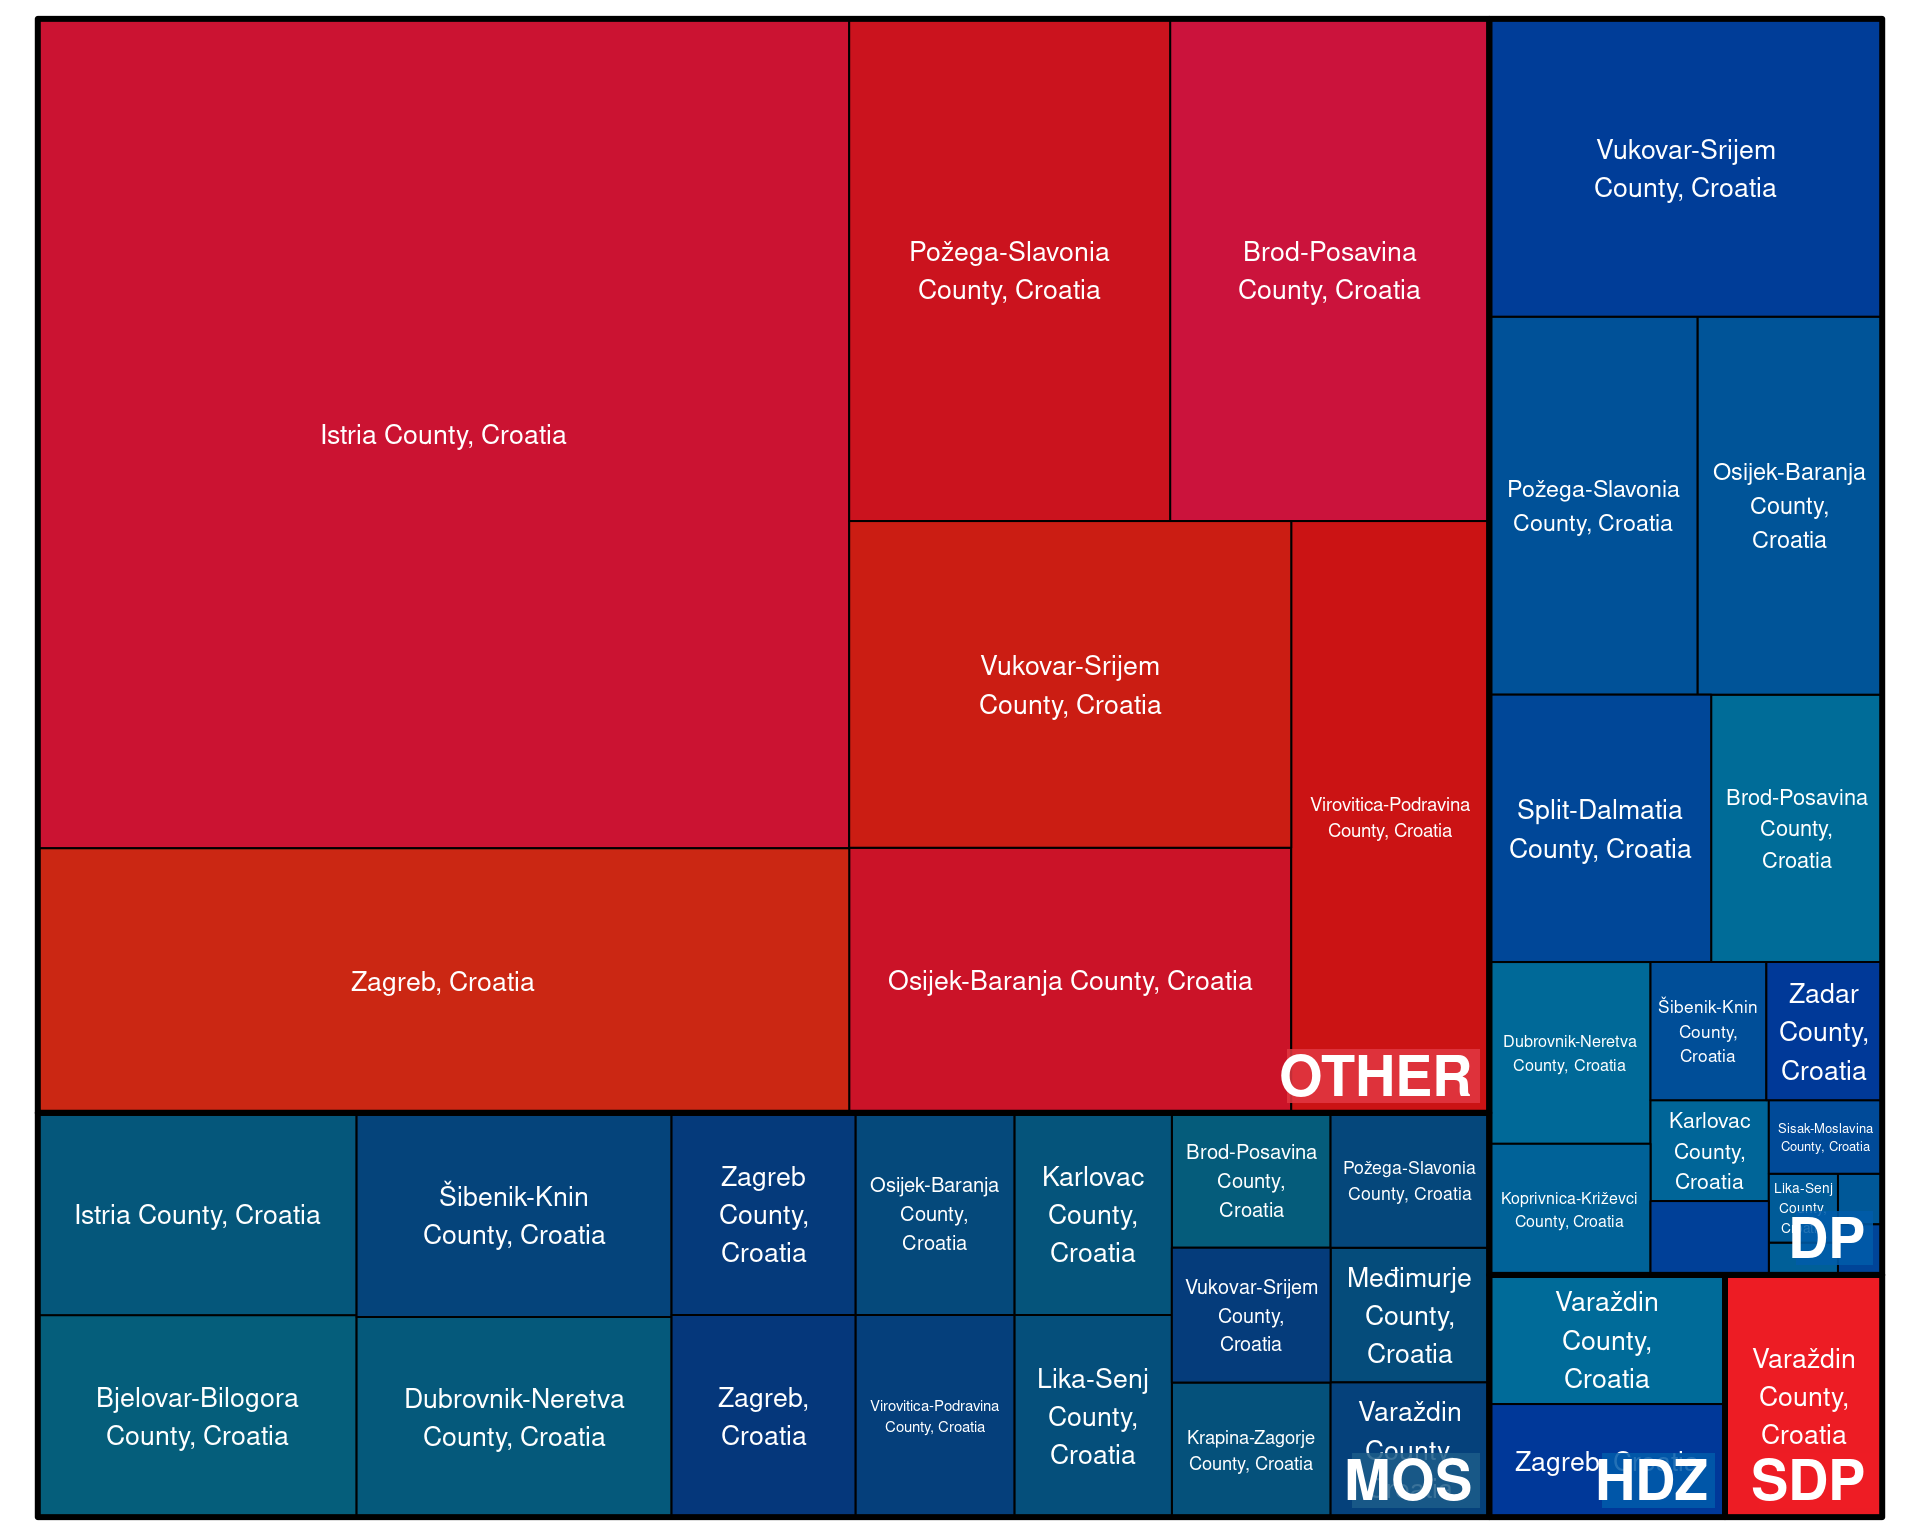 Istria County, Croatia
Zagreb, Croatia
Požega-Slavonia
County, Croatia
Brod-Posavina
County, Croatia
Vukovar-Srijem
County, Croatia
Osijek-Baranja County, Croatia
Virovitica-Podravina
County, Croatia
OTHER
Istria County, Croatia
Bjelovar-Bilogora
County, Croatia
Šibenik-Knin
County, Croatia
Dubrovnik-Neretva
County, Croatia
Zagreb
County,
Croatia
Zagreb,
Croatia
Osijek-Baranja
County,
Croatia
Virovitica-Podravina
County, Croatia
Karlovac
County,
Croatia
Lika-Senj
County,
Croatia
Brod-Posavina
County,
Croatia
Vukovar-Srijem
County,
Croatia
Krapina-Zagorje
County, Croatia
Požega-Slavonia
County, Croatia
Međimurje
County,
Croatia
Varaždin
County,
MOS
Vukovar-Srijem
County, Croatia
Požega-Slavonia
County, Croatia
Osijek-Baranja
County,
Croatia
Split-Dalmatia
County, Croatia
Brod-Posavina
County,
Croatia
Dubrovnik-Neretva
County, Croatia
Koprivnica-Križevci
County, Croatia
Šibenik-Knin
County,
Croatia
Zadar
County,
Croatia
Karlovac
County,
Croatia
Sisak-Moslavina
County, Croatia
Lika-Senj
County,
DP
Varaždin
County,
Croatia
Zagreb, Croatia
HDZ
Varaždin
County,
Croatia
SDP